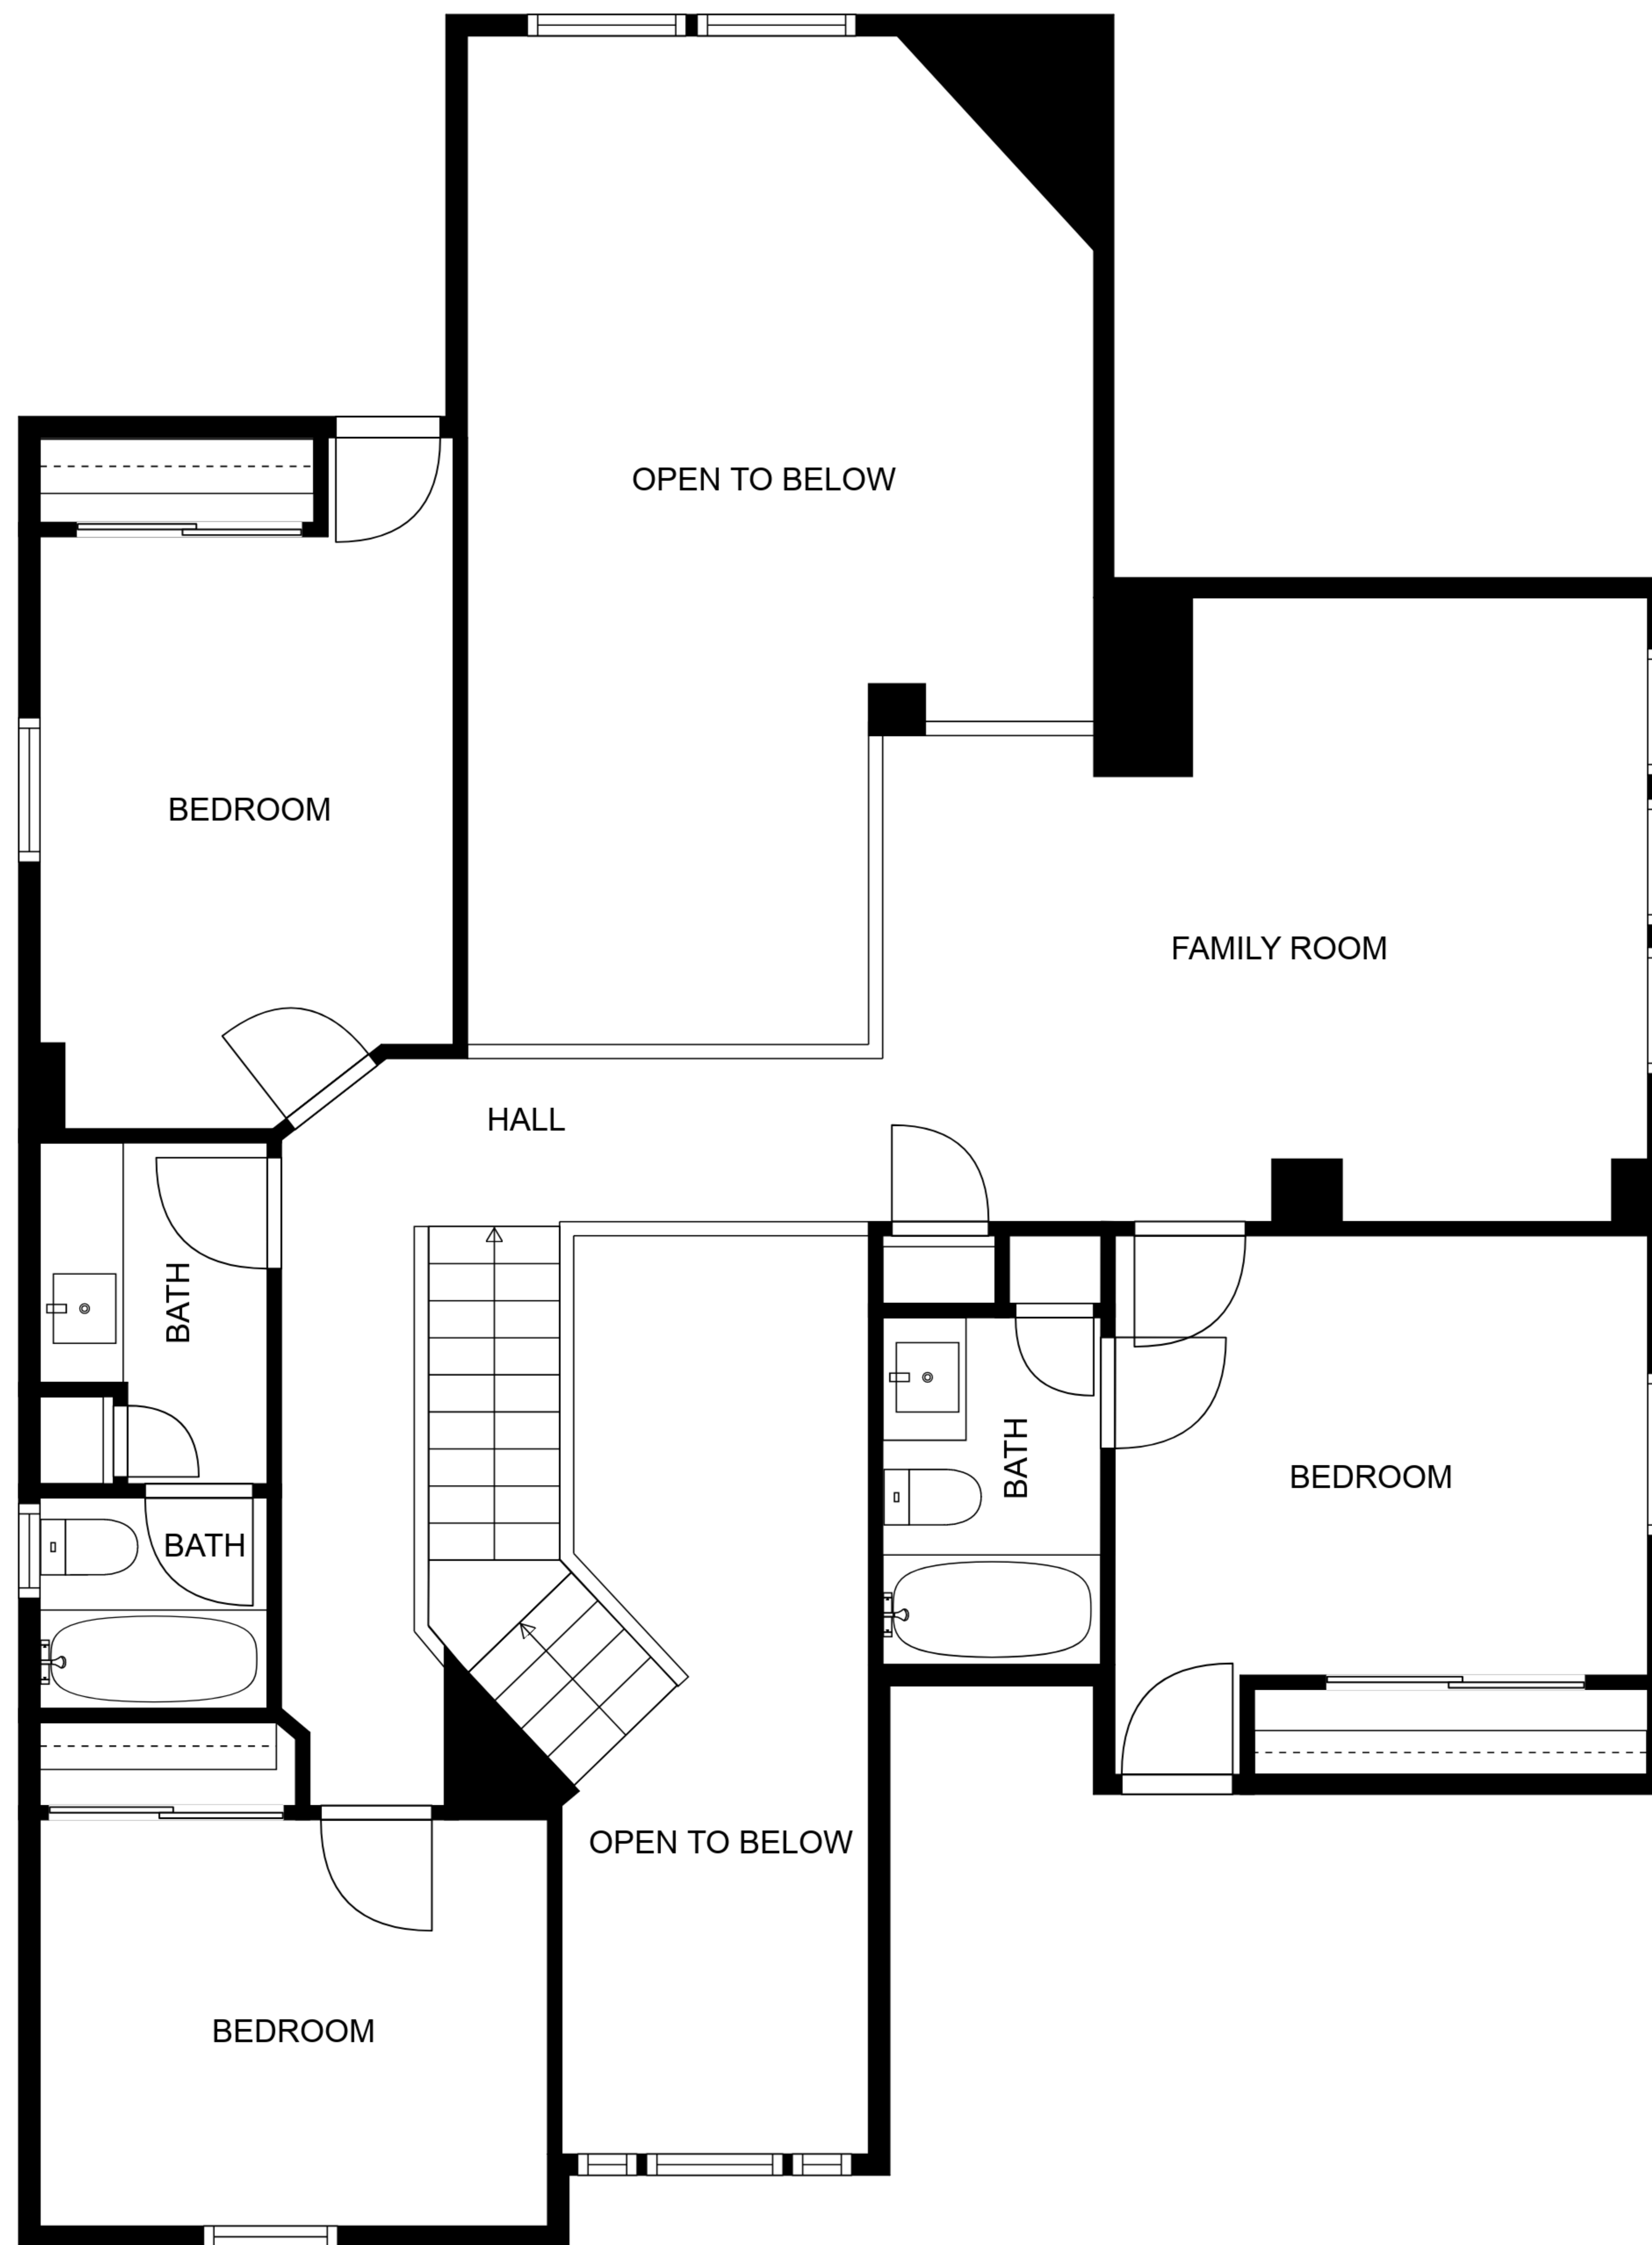 OPEN TO BELOW
BEDROOM
FAMILY ROOM
HALL
BATH
BATH
BEDROOM
BATH
OPEN TO BELOW
BEDROOM